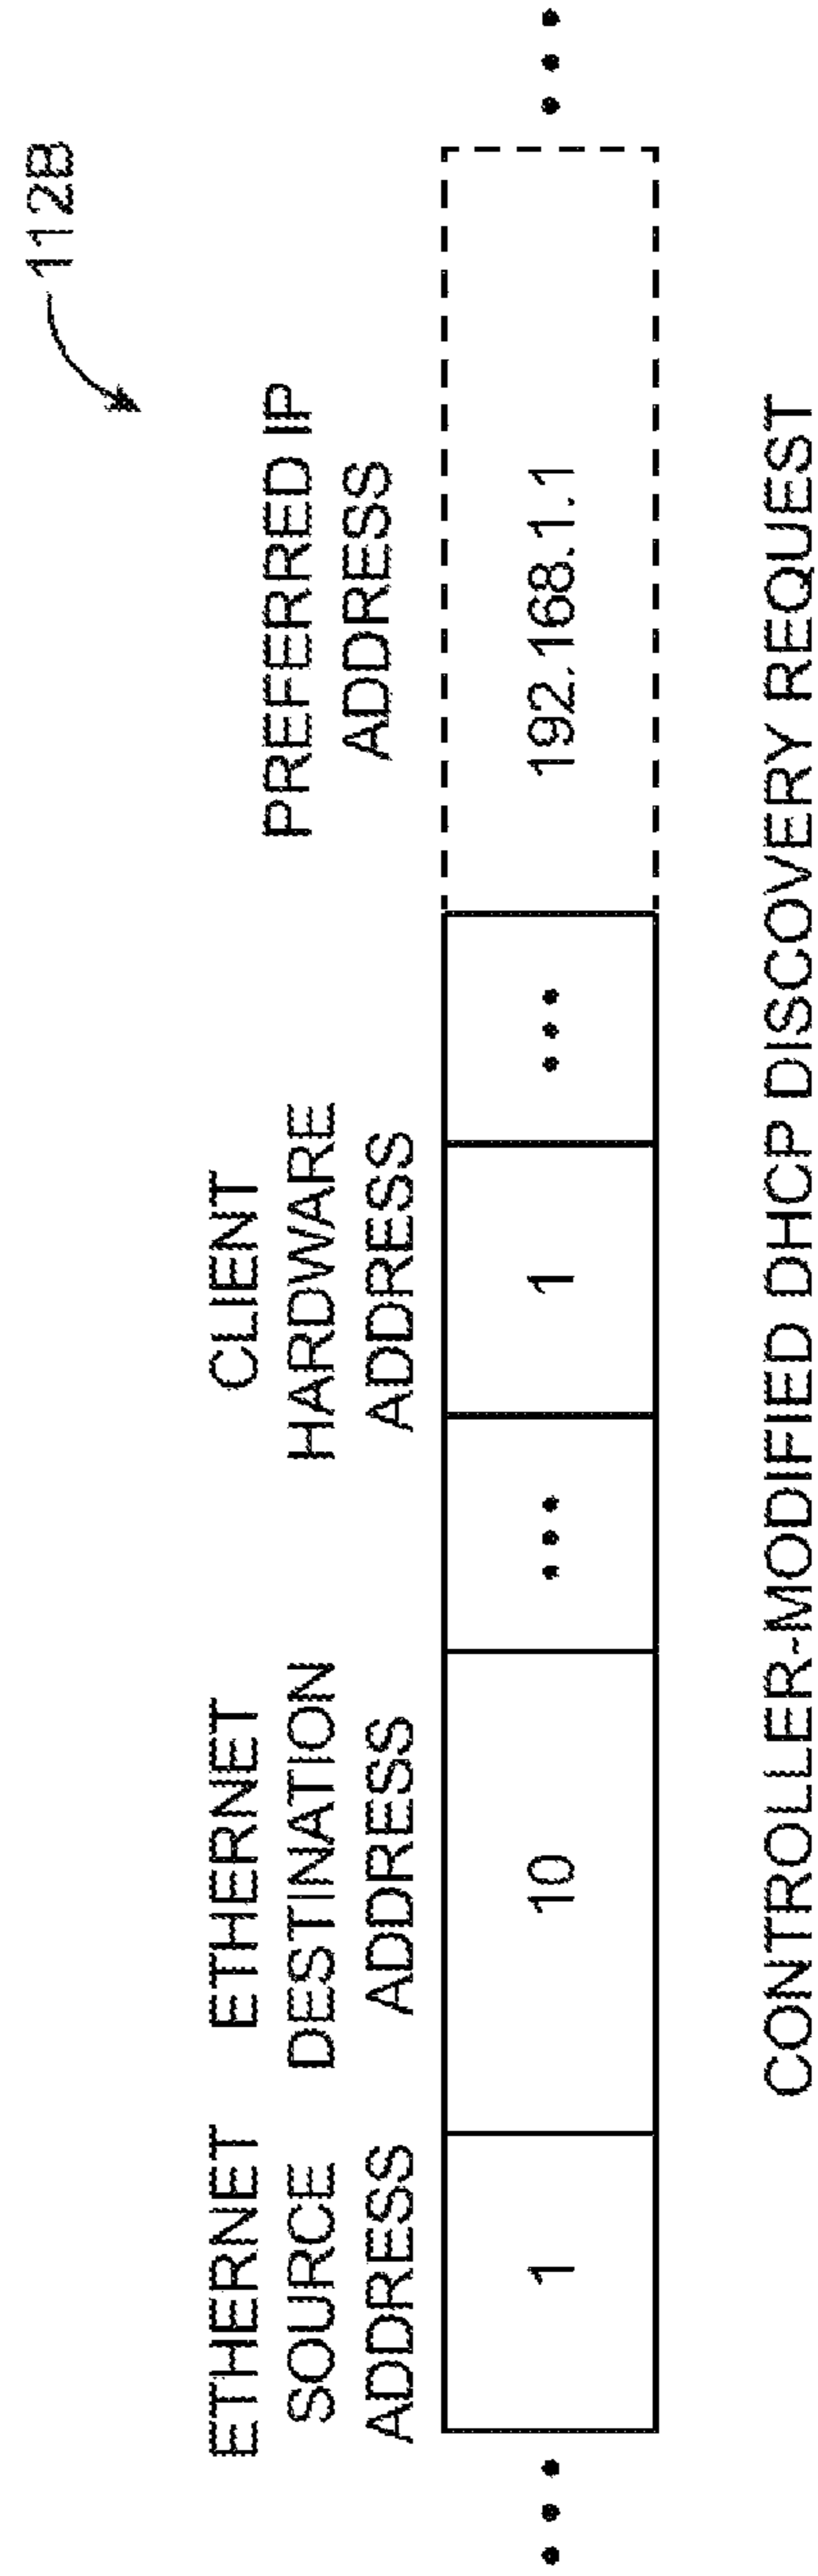 112B
ETHERNET
SOURCE
ADDRESS
ETHERNET
DESTINATION
ADDRESS
CLIENT
HARDWARE
ADDRESS
PREFERRED IP
ADDRESS
••• 1 10 ••• 1 ••• 192.168.1.1 •••
CONTROLLER-MODIFIED DHCP DISCOVERY REQUEST